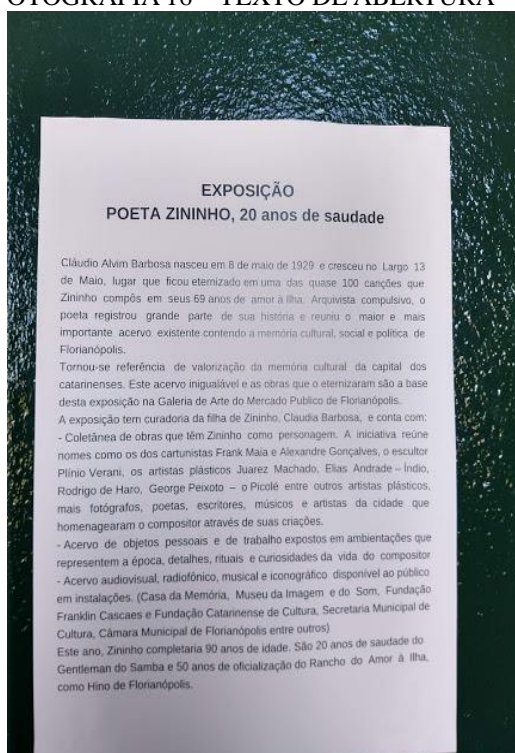 OTOGRAFIA 16 – TEXTO DE ABERTURA
EXPOSIÇÃO
POETA ZININHO, 20 anos de saudade
Cláudio Alvim Barbosa nasceu em 8 de maio de 1929 e cresceu no Largo 13
de Maio, lugar que ficou eternizado em uma das quase 100 canções que
Zininho compôs em seus 69 anos de amor à Ilha. Arquivista compulsivo, o
poeta registrou grande parte de sua história e reuniu o maior e mais
importante acervo existente contendo a memória cultural, social e política de
Florianópolis.
Tornou-se referência de valorização da memória cultural da capital dos
catarinenses. Este acervo inigualável e as obras que o eternizaram são a base
desta exposição na Galeria de Arte do Mercado Publico de Florianópolis.
A exposição tem curadoria da filha de Zininho, Claudia Barbosa, e conta com:
- Coletânea de obras que têm Zininho como personagem. A iniciativa reúne
nomes como os dos cartunistas Frank Maia e Alexandre Gonçalves, o escultor
Plínio Verani, os artistas plásticos Juarez Machado, Elias Andrade – Índio,
Rodrigo de Haro, George Peixoto – o Picolé entre outros artistas plásticos,
mais fotógrafos, poetas, escritores, músicos e artistas da cidade que
homenagearam o compositor através de suas criações.
- Acervo de objetos pessoais e de trabalho expostos em ambientações que
representem a época, detalhes, rituais e curiosidades da vida do compositor
- Acervo audiovisual, radiofônico, musical e iconográfico disponível ao público
em instalações. (Casa da Memória, Museu da Imagem e do Som, Fundação
Franklin Cascaes e Fundação Catarinense de Cultura, Secretaria Municipal de
Cultura, Câmara Municipal de Florianópolis entre outros)
Este ano, Zininho completaria 90 anos de idade. São 20 anos de saudade do
Gentleman do Samba e 50 anos de oficialização do Rancho do Amor à Ilha,
como Hino de Florianópolis.